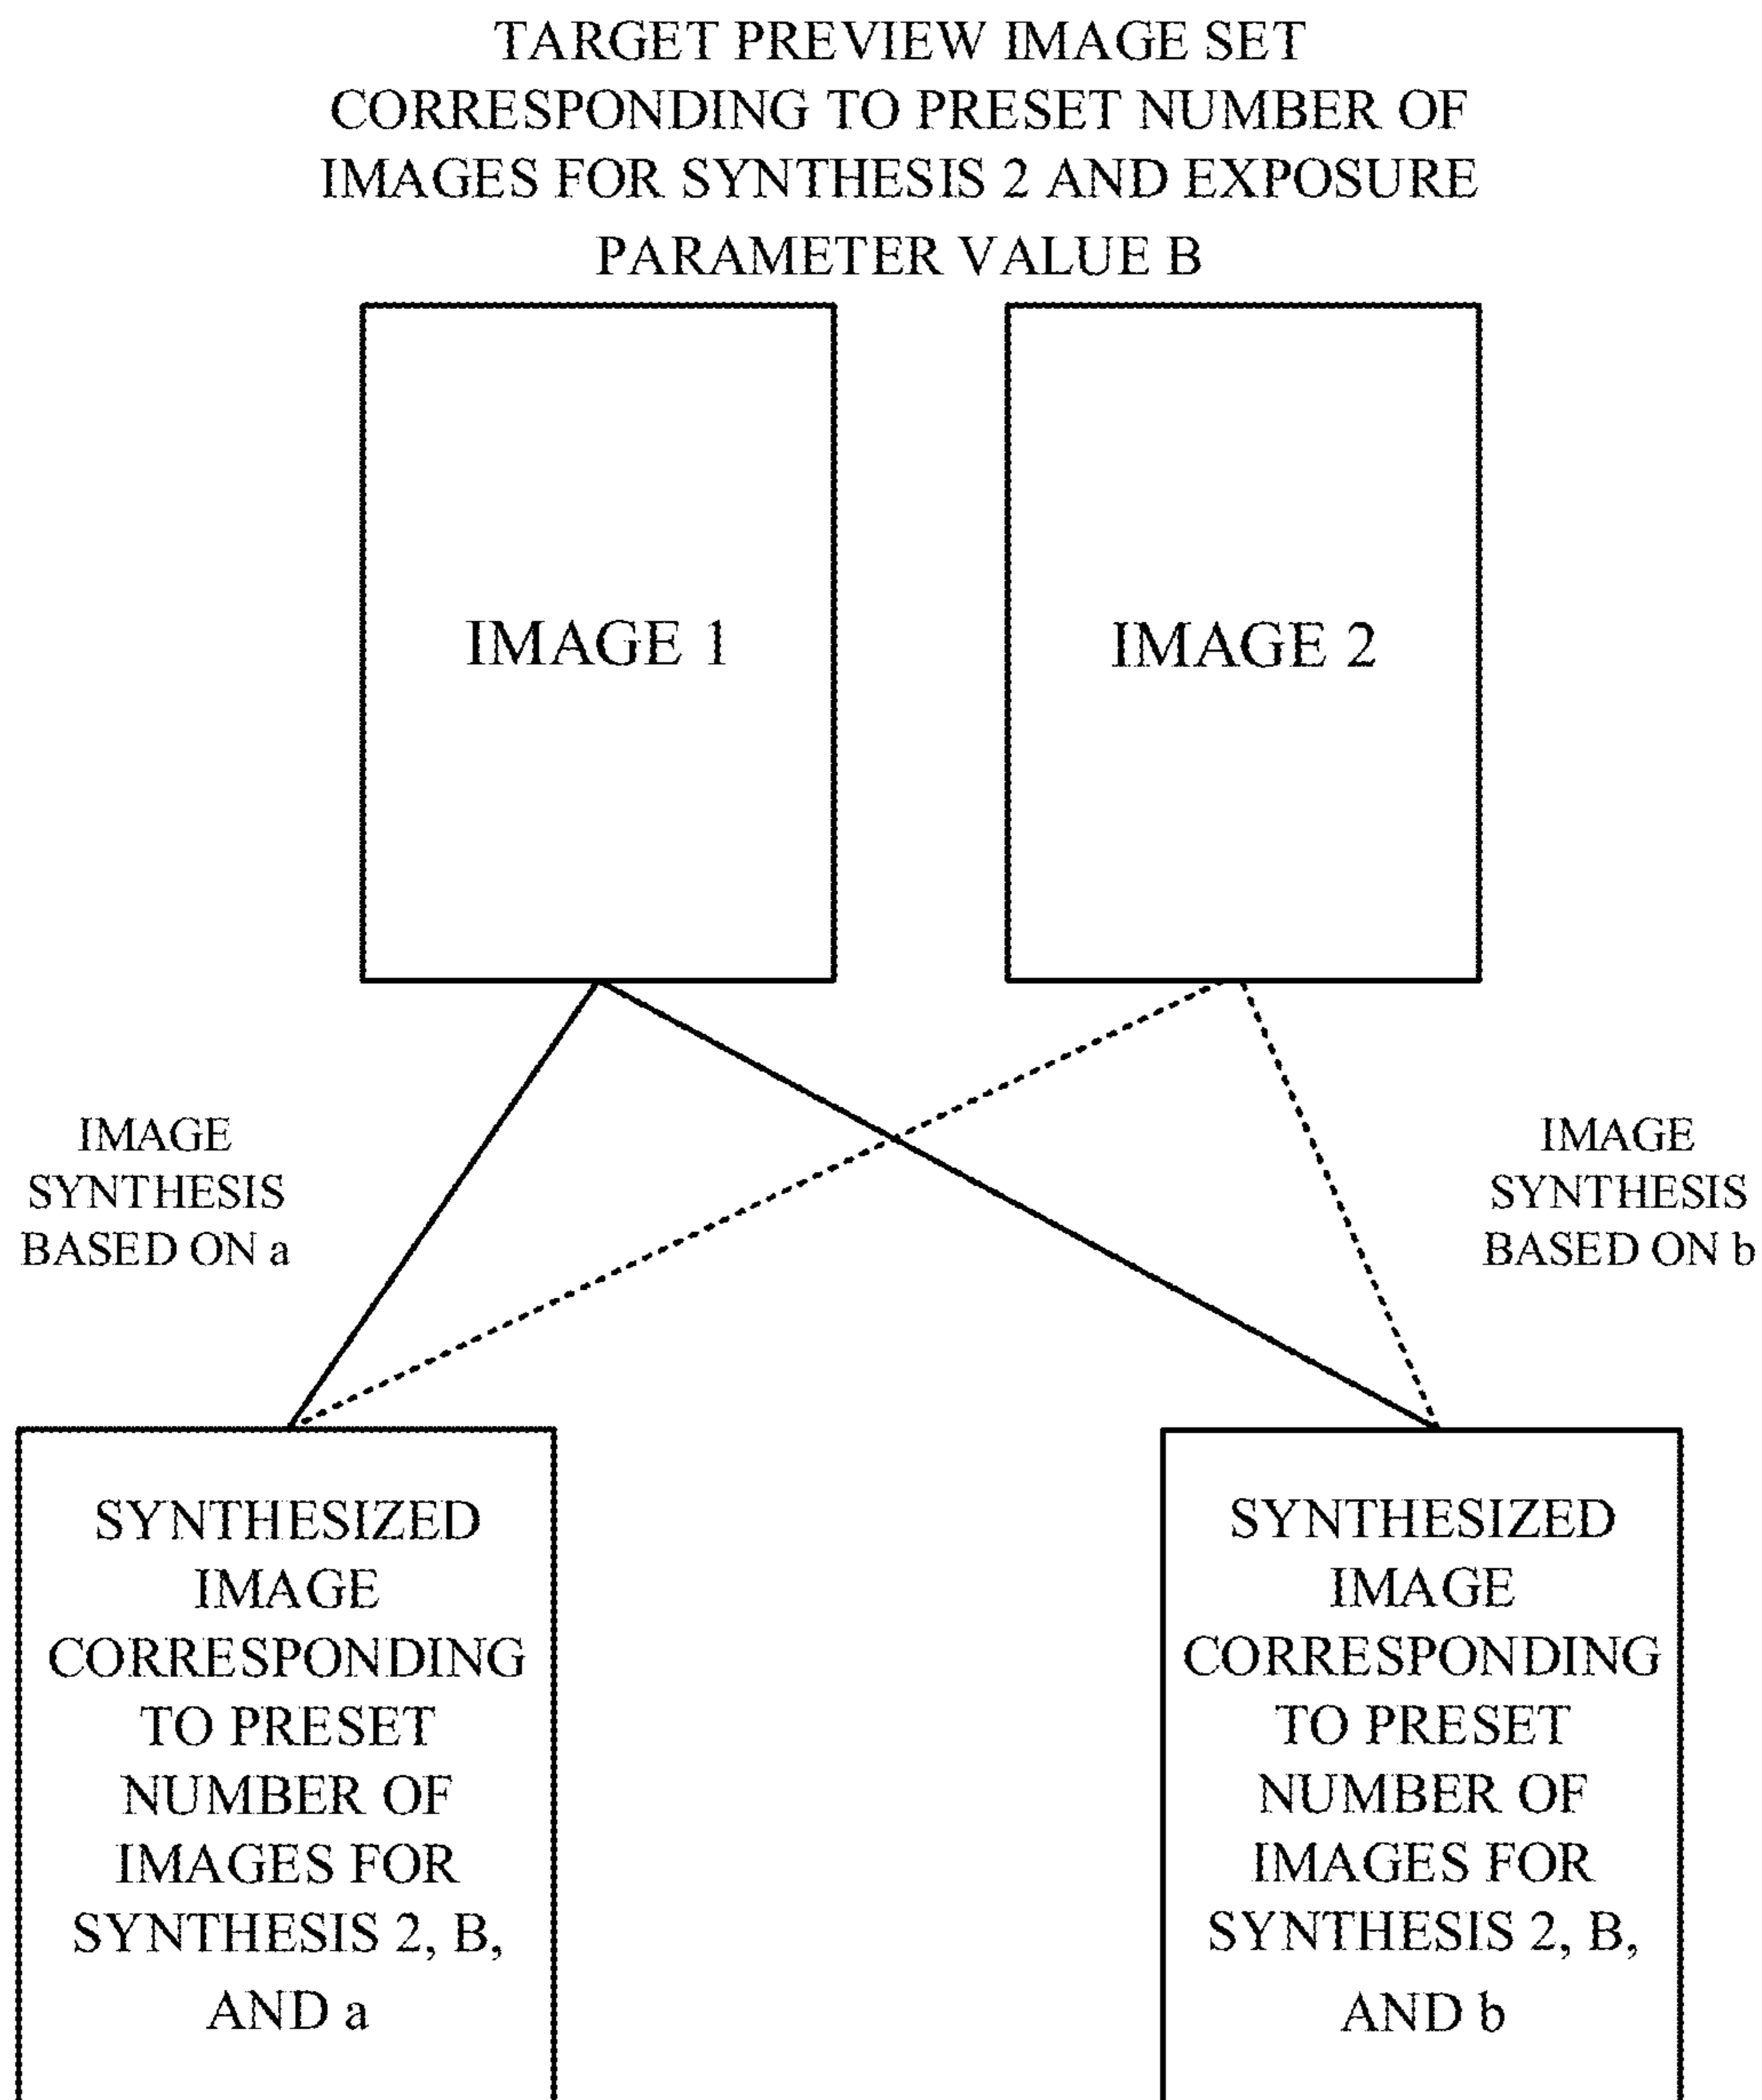 TARGET PREVIEW IMAGE SET
CORRESPONDING TO PRESET NUMBER OF
IMAGES FOR SYNTHESIS 2 AND EXPOSURE
PARAMETER VALUE B
IMAGE 1
IMAGE 2
IMAGE
SYNTHESIS
BASED ON a
IMAGE
SYNTHESIS
BASED ON b
SYNTHESIZED
IMAGE
CORRESPONDING
TO PRESET
NUMBER OF
IMAGES FOR
SYNTHESIS 2, B,
AND a
SYNTHESIZED
IMAGE
CORRESPONDING
TO PRESET
NUMBER OF
IMAGES FOR
SYNTHESIS 2, B,
AND b